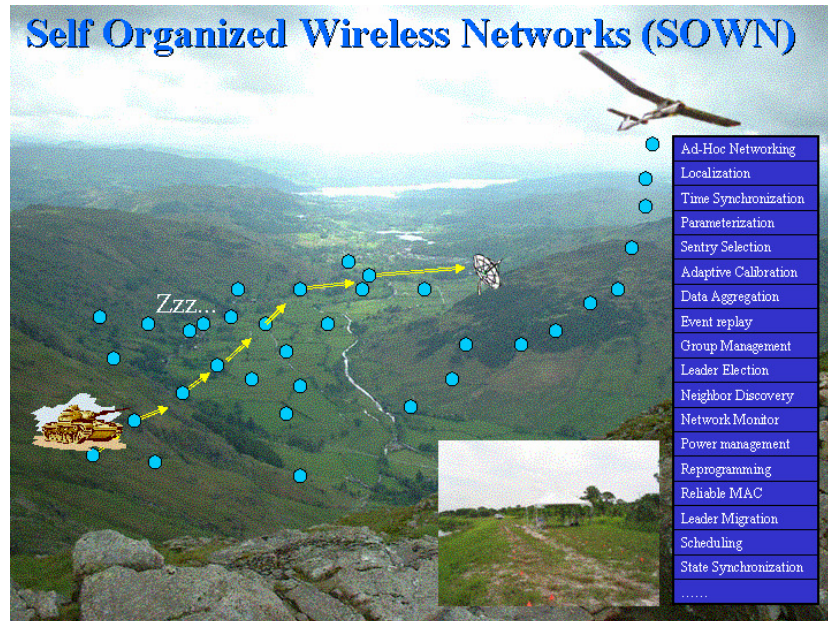 Self Organized Wireless Networks (SOWN)
Ad-Hoc Networking
Localization
Time Synchronization
Parameterization
Sentry Selection
Adaptive Calibration
Zzz...
Data Aggregation
Event replay
Group Management
Leader Election
Neighbor Discovery
Network Monitor
Power management
Reprogramming
Reliable MAC
Leader Migration
Scheduling
State Synchronization
......